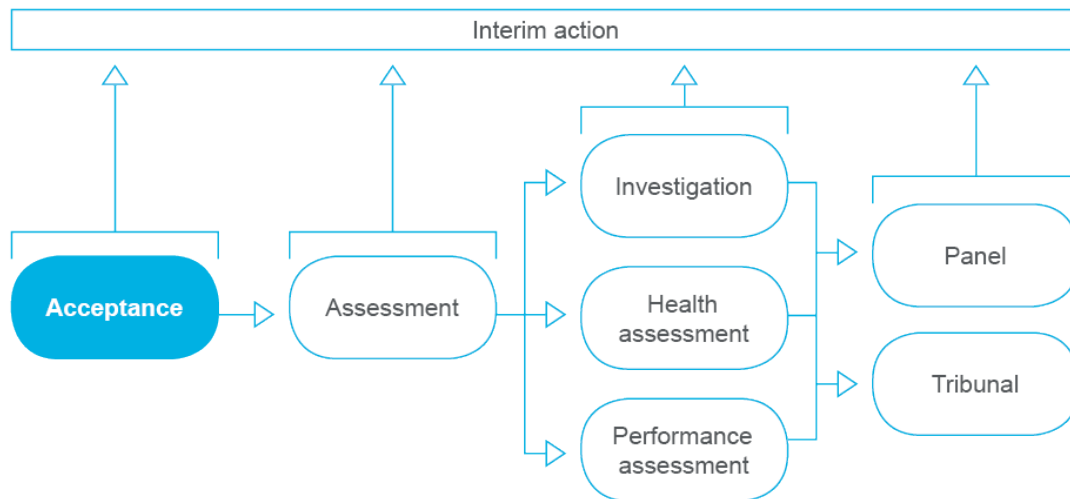 Interim action
Acceptance
Assessment
Investigation
Health
assessment
Performance
assessment
Panel
Tribunal